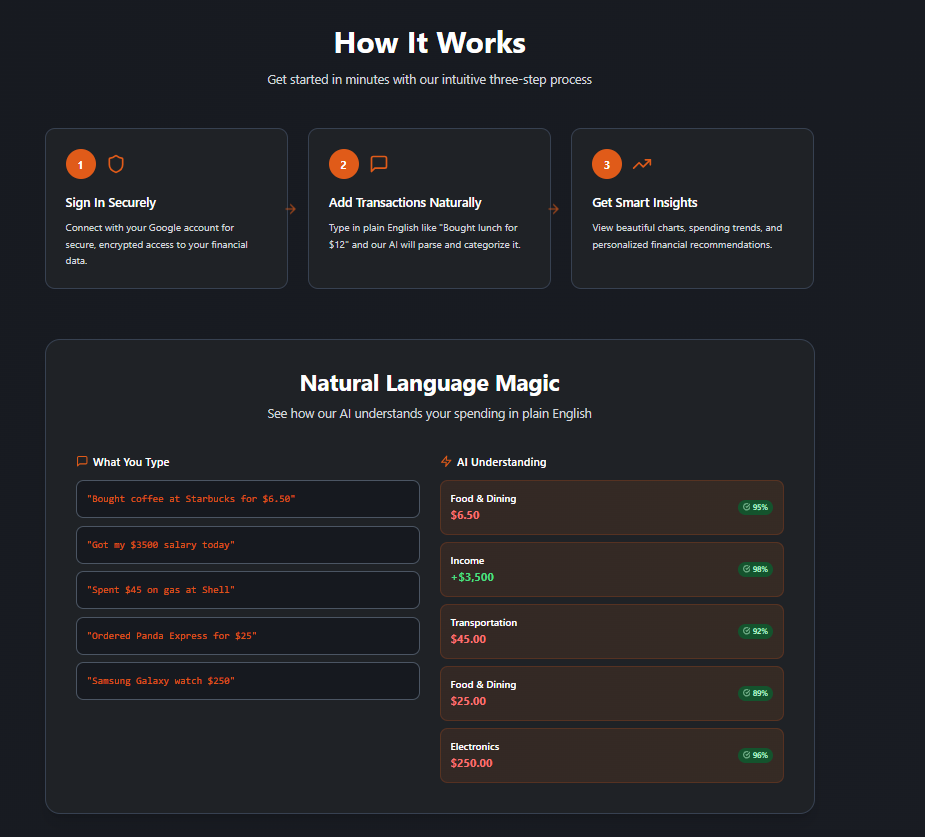 How It Works
Get started in minutes with our intuitive three-step process
1
Sign In Securely
Connect with your Google account for
secure, encrypted access to your financial
data.
2
Add Transactions Naturally
Type in plain English like "Bought lunch for
$12" and our AI will parse and categorize it.
3
Get Smart Insights
View beautiful charts, spending trends, and
personalized financial recommendations.
Natural Language Magic
See how our AI understands your spending in plain English
What You Type
"Bought coffee at Starbucks for $6.50"
"Got my $3500 salary today"
"Spent $45 on gas at Shell"
"Ordered Panda Express for $25"
"Samsung Galaxy watch $250"
AI Understanding
Food & Dining
$6.50
95%
Income
+$3,500
98%
Transportation
$45.00
92%
Food & Dining
$25.00
89%
Electronics
$250.00
96%